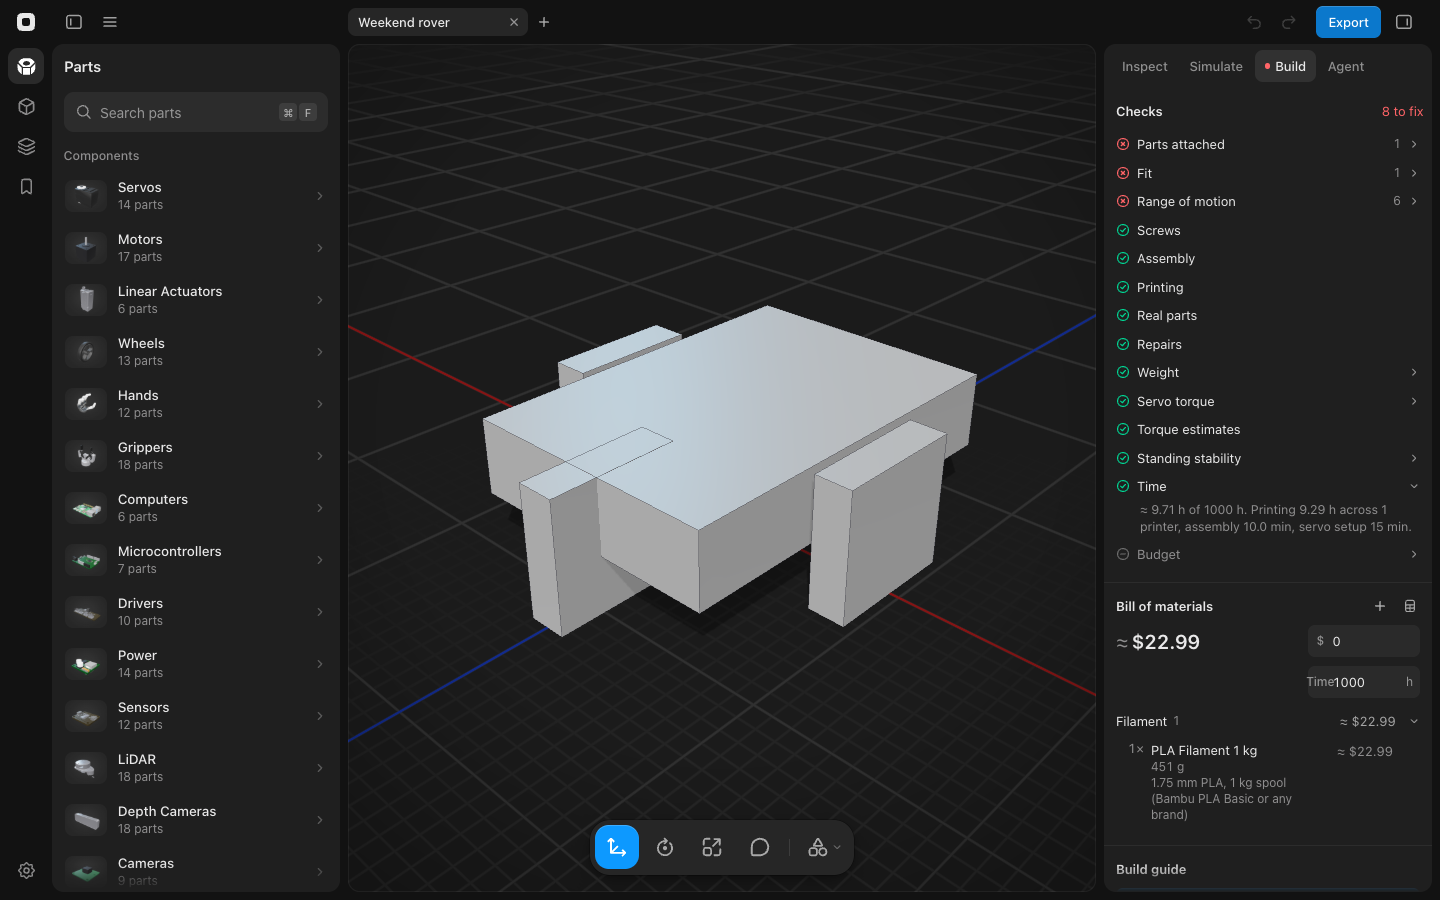 Weekend rover
Export
Parts
Search parts
⌘ F
Components
Servos
14 parts
Motors
17 parts
Linear Actuators
6 parts
Wheels
13 parts
Hands
12 parts
Grippers
18 parts
Computers
6 parts
Microcontrollers
7 parts
Drivers
10 parts
Power
14 parts
Sensors
12 parts
LiDAR
18 parts
Depth Cameras
18 parts
Cameras
9 parts
Inspect Simulate Build Agent
Checks 8 to fix
Parts attached 1
Fit 1
Range of motion 6
Screws
Assembly
Printing
Real parts
Repairs
Weight
Servo torque
Torque estimates
Standing stability
Time
≈ 9.71 h of 1000 h. Printing 9.29 h across 1
printer, assembly 10.0 min, servo setup 15 min.
Budget
Bill of materials
≈ $22.99 $ 0
Time 1000 h
Filament 1 ≈ $22.99
1× PLA Filament 1 kg ≈ $22.99
451 g
1.75 mm PLA, 1 kg spool
(Bambu PLA Basic or any
brand)
Build guide